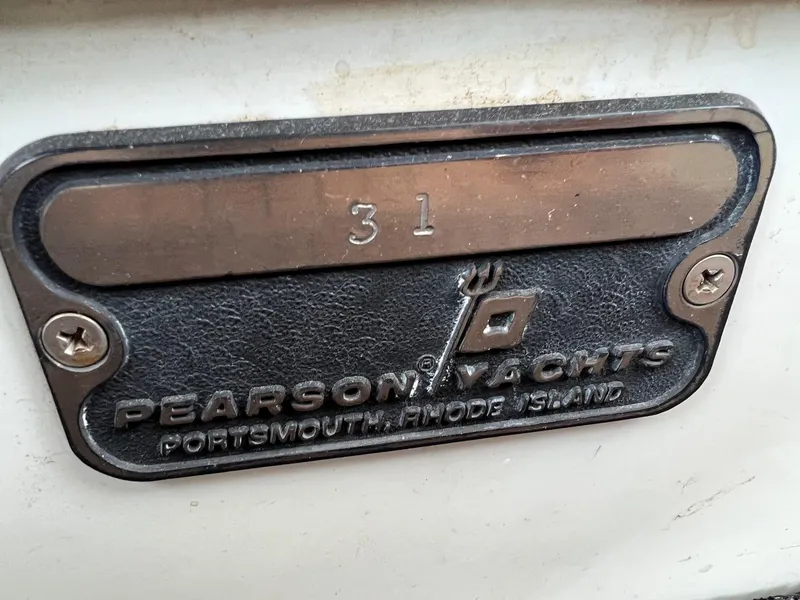 31
PEARSON® YACHTS
PORTSMOUTH, RHODE ISLAND